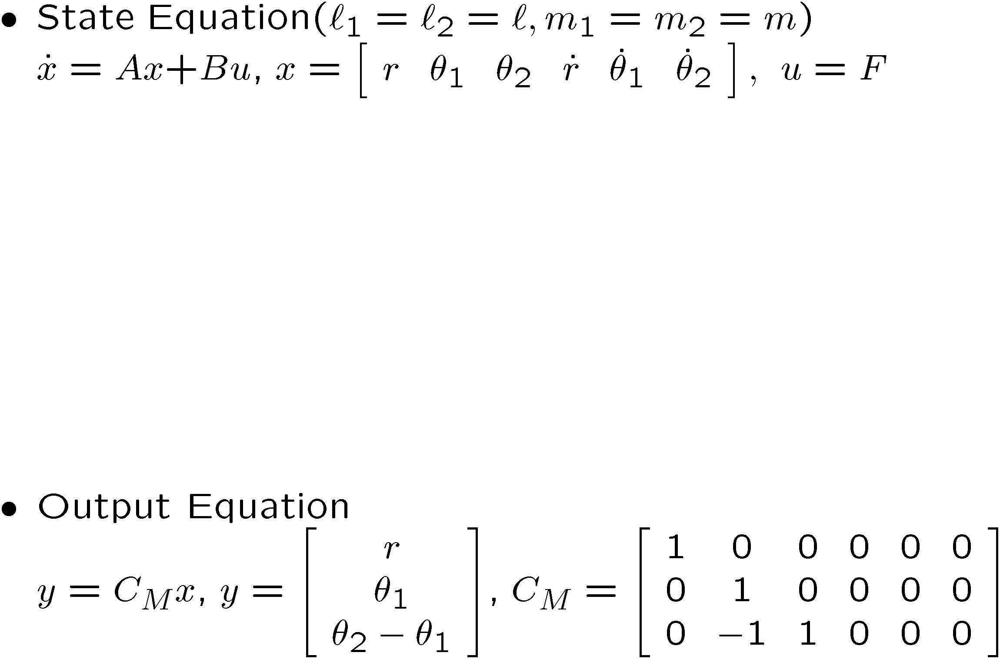 • State Equation(ℓ₁ = ℓ₂ = ℓ, m₁ = m₂ = m)
ẋ = Ax+Bu, x = [ r θ₁ θ₂ ṙ θ̇₁ θ̇₂ ], u = F
• Output Equation
y = C_M x, y = [ r ; θ₁ ; θ₂ − θ₁ ], C_M = [ 1 0 0 0 0 0 ; 0 1 0 0 0 0 ; 0 −1 1 0 0 0 ]